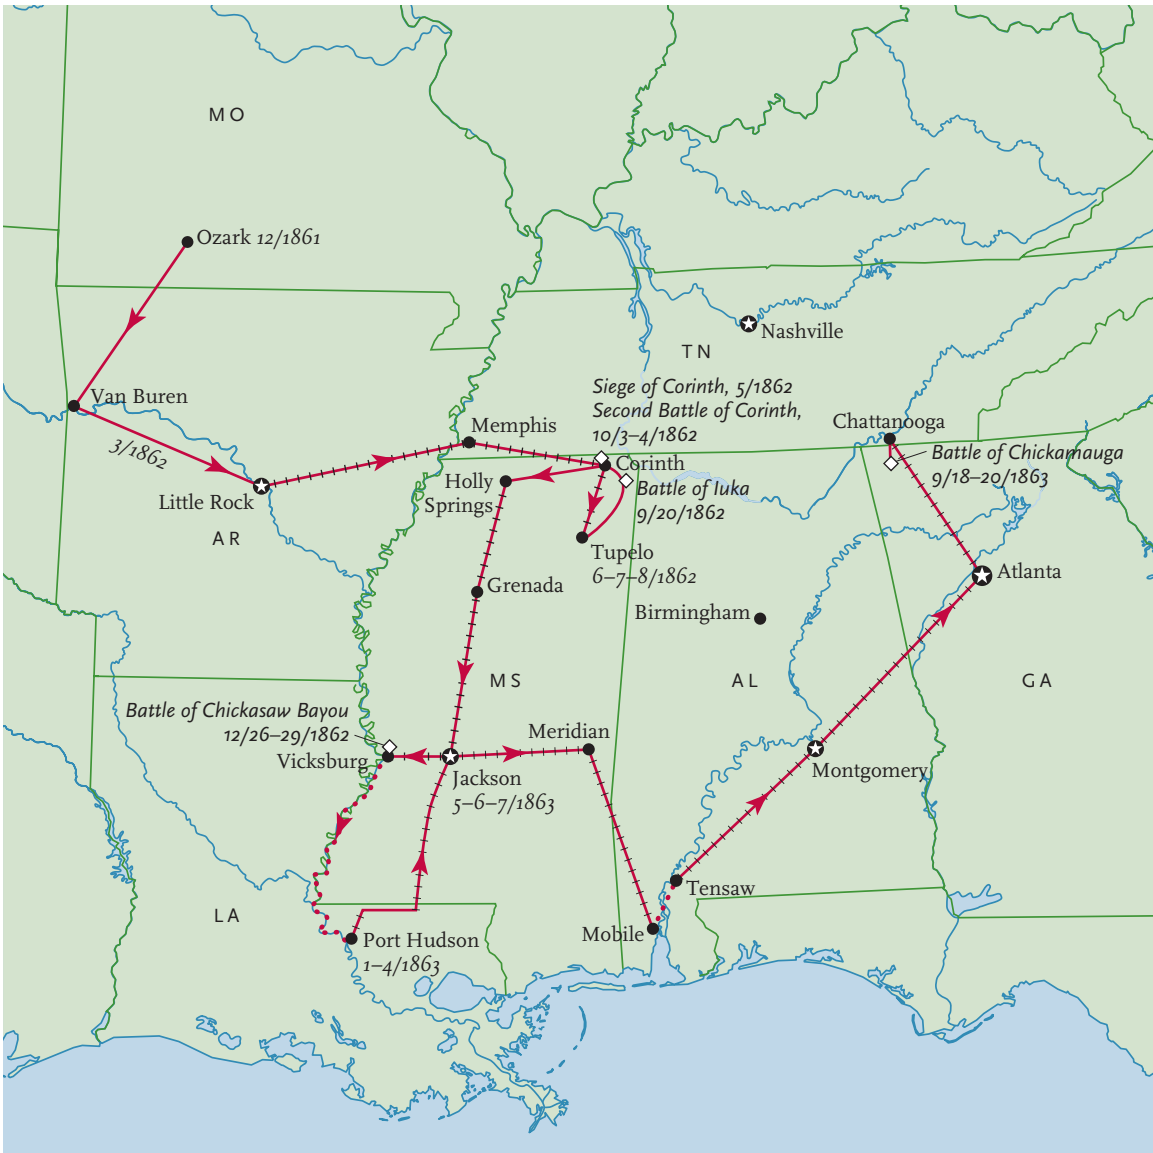 MO
Ozark 12/1861
Nashville
TN
Siege of Corinth, 5/1862
Second Battle of Corinth,
10/3–4/1862
Van Buren
3/1862
Memphis
Chattanooga
Battle of Chickamauga
9/18–20/1863
Corinth
Holly
Springs
Battle of Iuka
9/20/1862
Little Rock
AR
Tupelo
6–7–8/1862
Atlanta
Grenada
Birmingham
MS
AL
GA
Battle of Chickasaw Bayou
12/26–29/1862
Meridian
Vicksburg
Jackson
5–6–7/1863
Montgomery
Tensaw
LA
Mobile
Port Hudson
1–4/1863